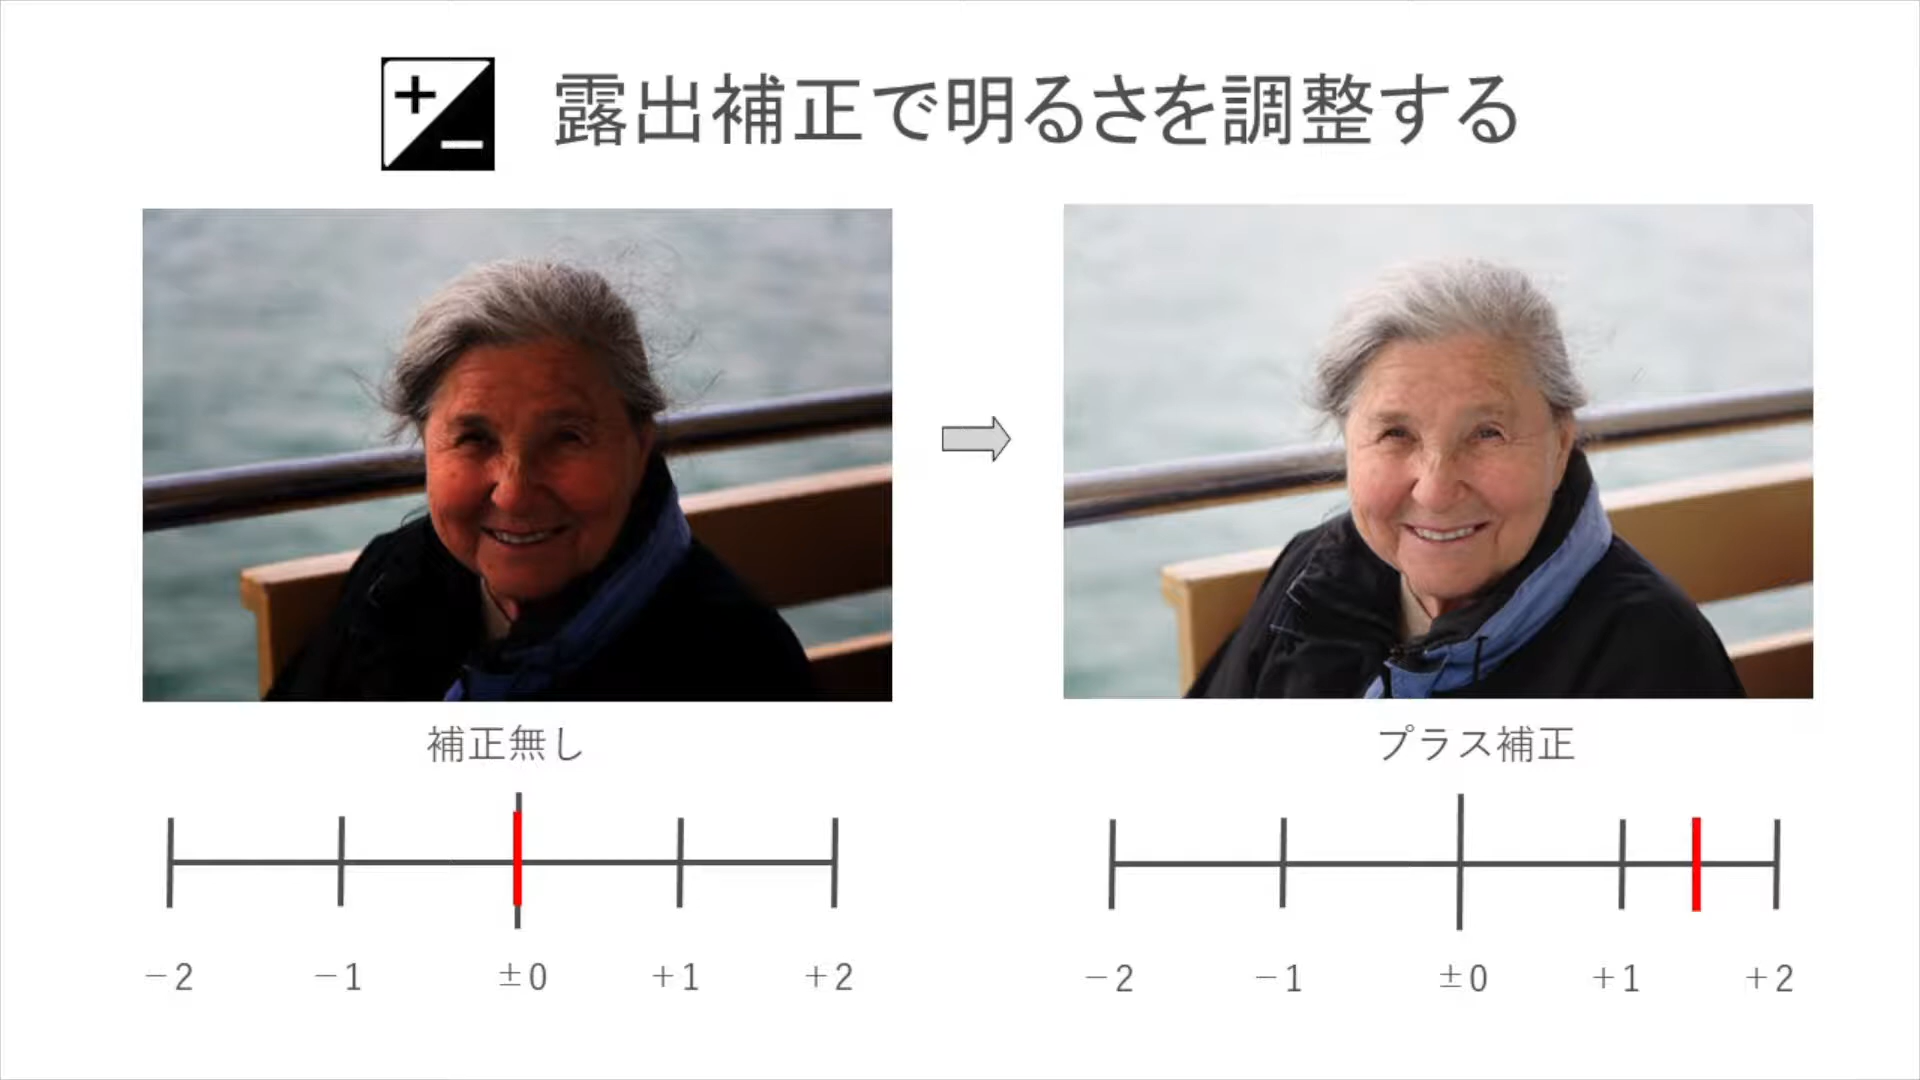 露出補正で明るさを調整する
補正無し
プラス補正
－2 －1 ±0 ＋1 ＋2
－2 －1 ±0 ＋1 ＋2